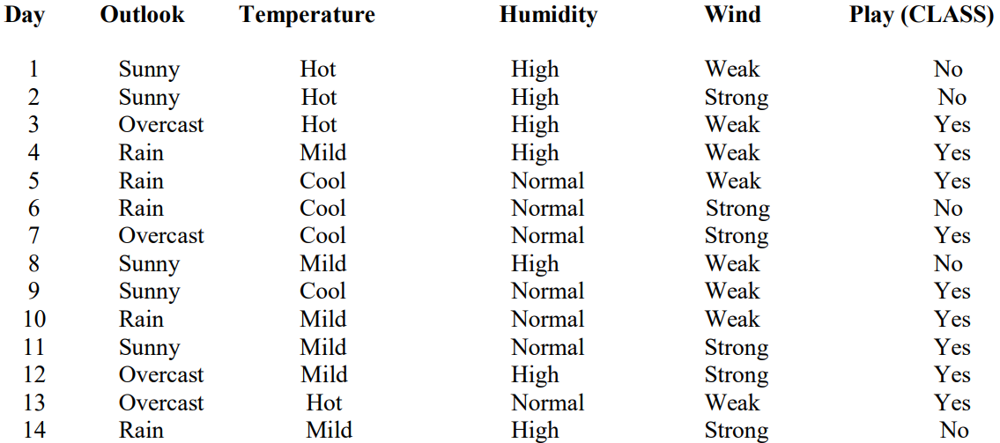 Day Outlook Temperature Humidity Wind Play (CLASS)
1 Sunny Hot High Weak No
2 Sunny Hot High Strong No
3 Overcast Hot High Weak Yes
4 Rain Mild High Weak Yes
5 Rain Cool Normal Weak Yes
6 Rain Cool Normal Strong No
7 Overcast Cool Normal Strong Yes
8 Sunny Mild High Weak No
9 Sunny Cool Normal Weak Yes
10 Rain Mild Normal Weak Yes
11 Sunny Mild Normal Strong Yes
12 Overcast Mild High Strong Yes
13 Overcast Hot Normal Weak Yes
14 Rain Mild High Strong No